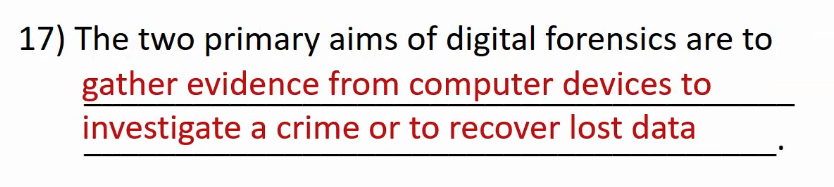 17) The two primary aims of digital forensics are to
gather evidence from computer devices to
investigate a crime or to recover lost data.